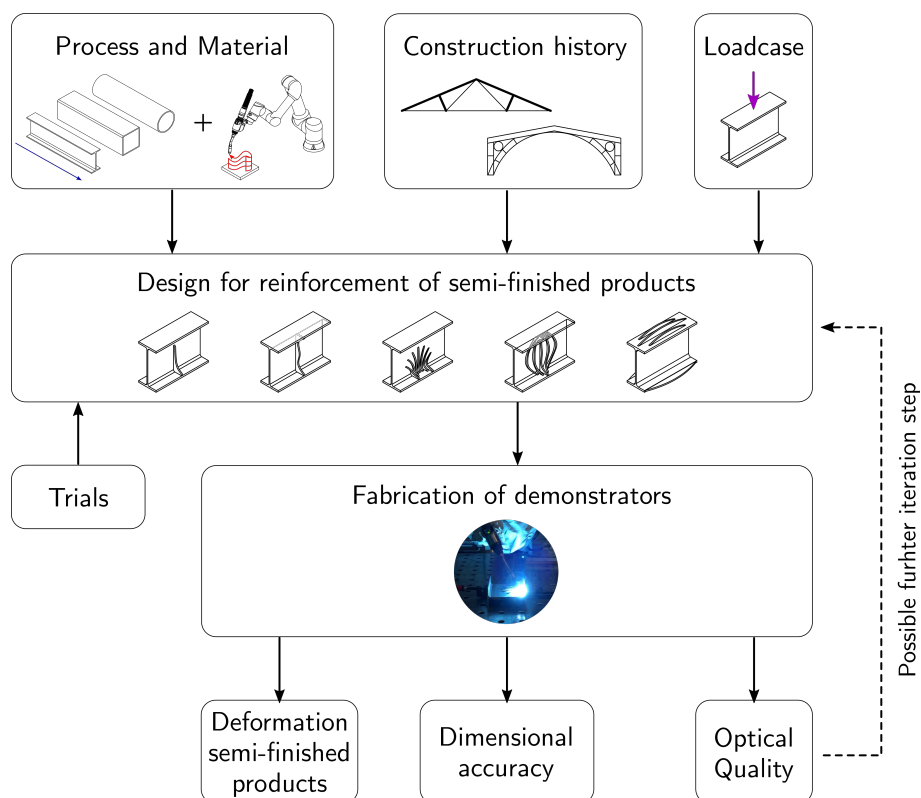 Process and Material
+
Construction history
Loadcase
Design for reinforcement of semi-finished products
Trials
Fabrication of demonstrators
Possible furhter iteration step
Deformation
semi-finished
products
Dimensional
accuracy
Optical
Quality